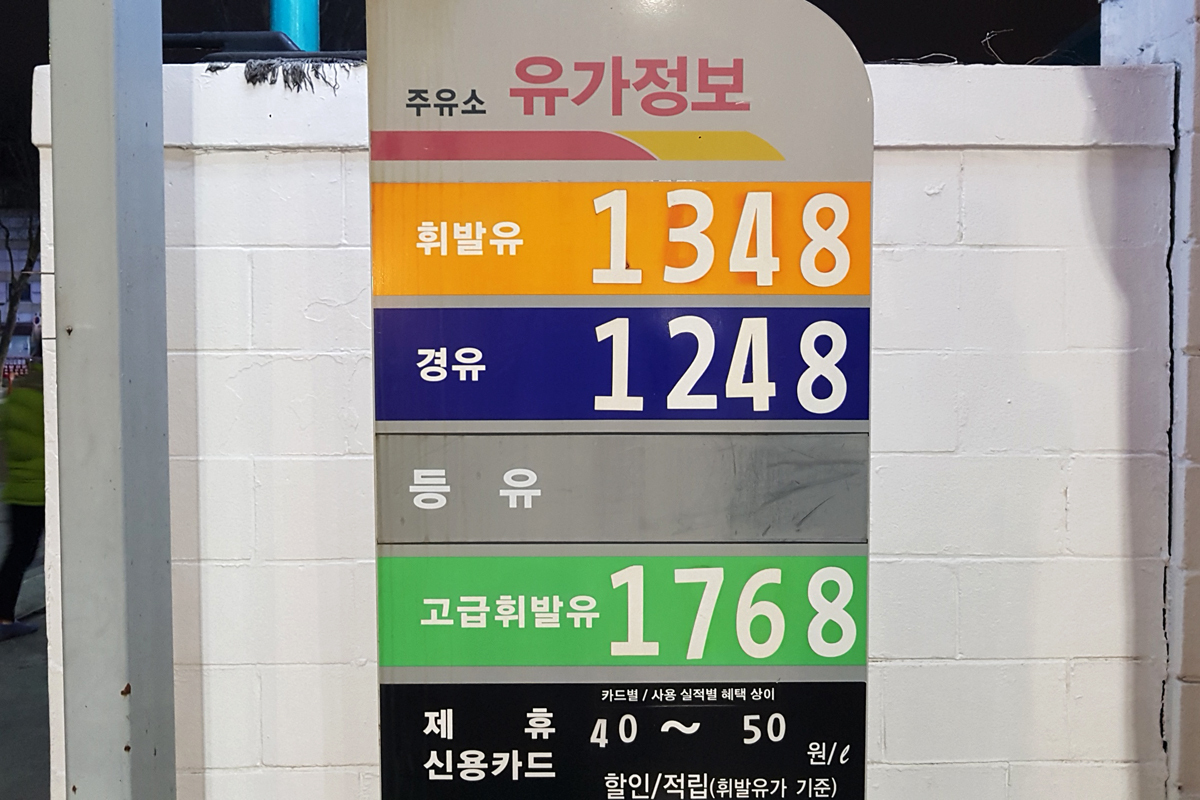 주유소 유가정보
휘발유 1348
경유 1248
등 유
고급휘발유 1768
카드별 / 사용 실적별 혜택 상이
제 휴 40 ~ 50
신용카드 원/ℓ
할인/적립(휘발유가 기준)